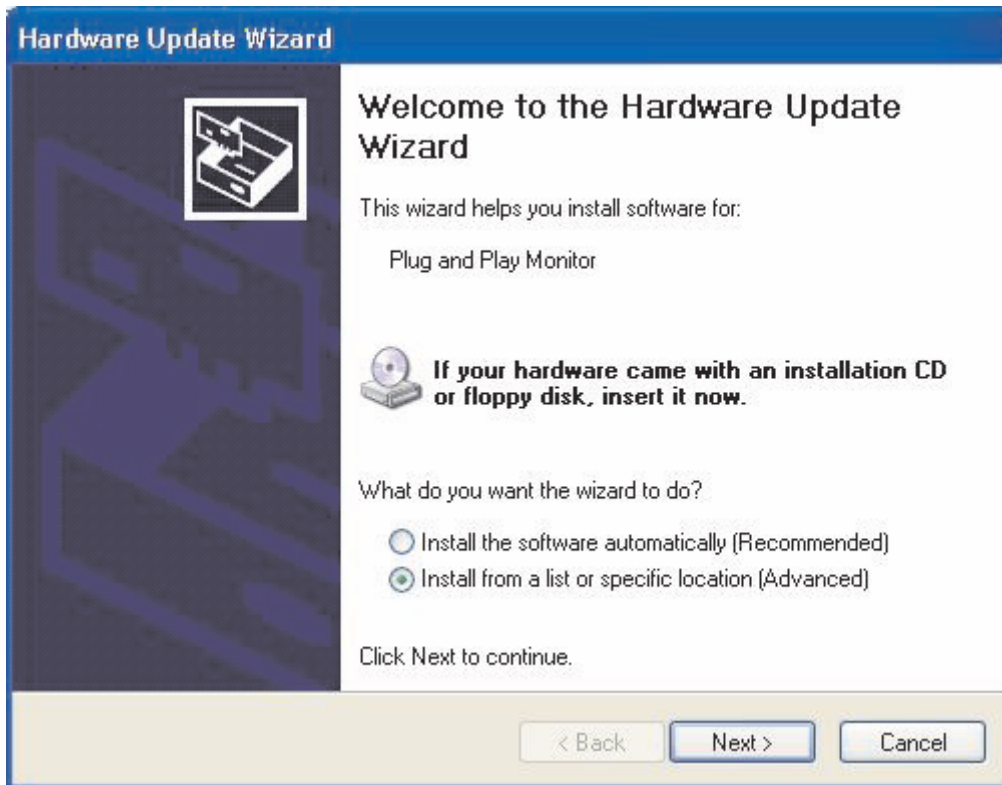 Hardware Update Wizard
Welcome to the Hardware Update
Wizard
This wizard helps you install software for:
Plug and Play Monitor
If your hardware came with an installation CD
or floppy disk, insert it now.
What do you want the wizard to do?
Install the software automatically (Recommended)
Install from a list or specific location (Advanced)
Click Next to continue.
< Back
Next >
Cancel